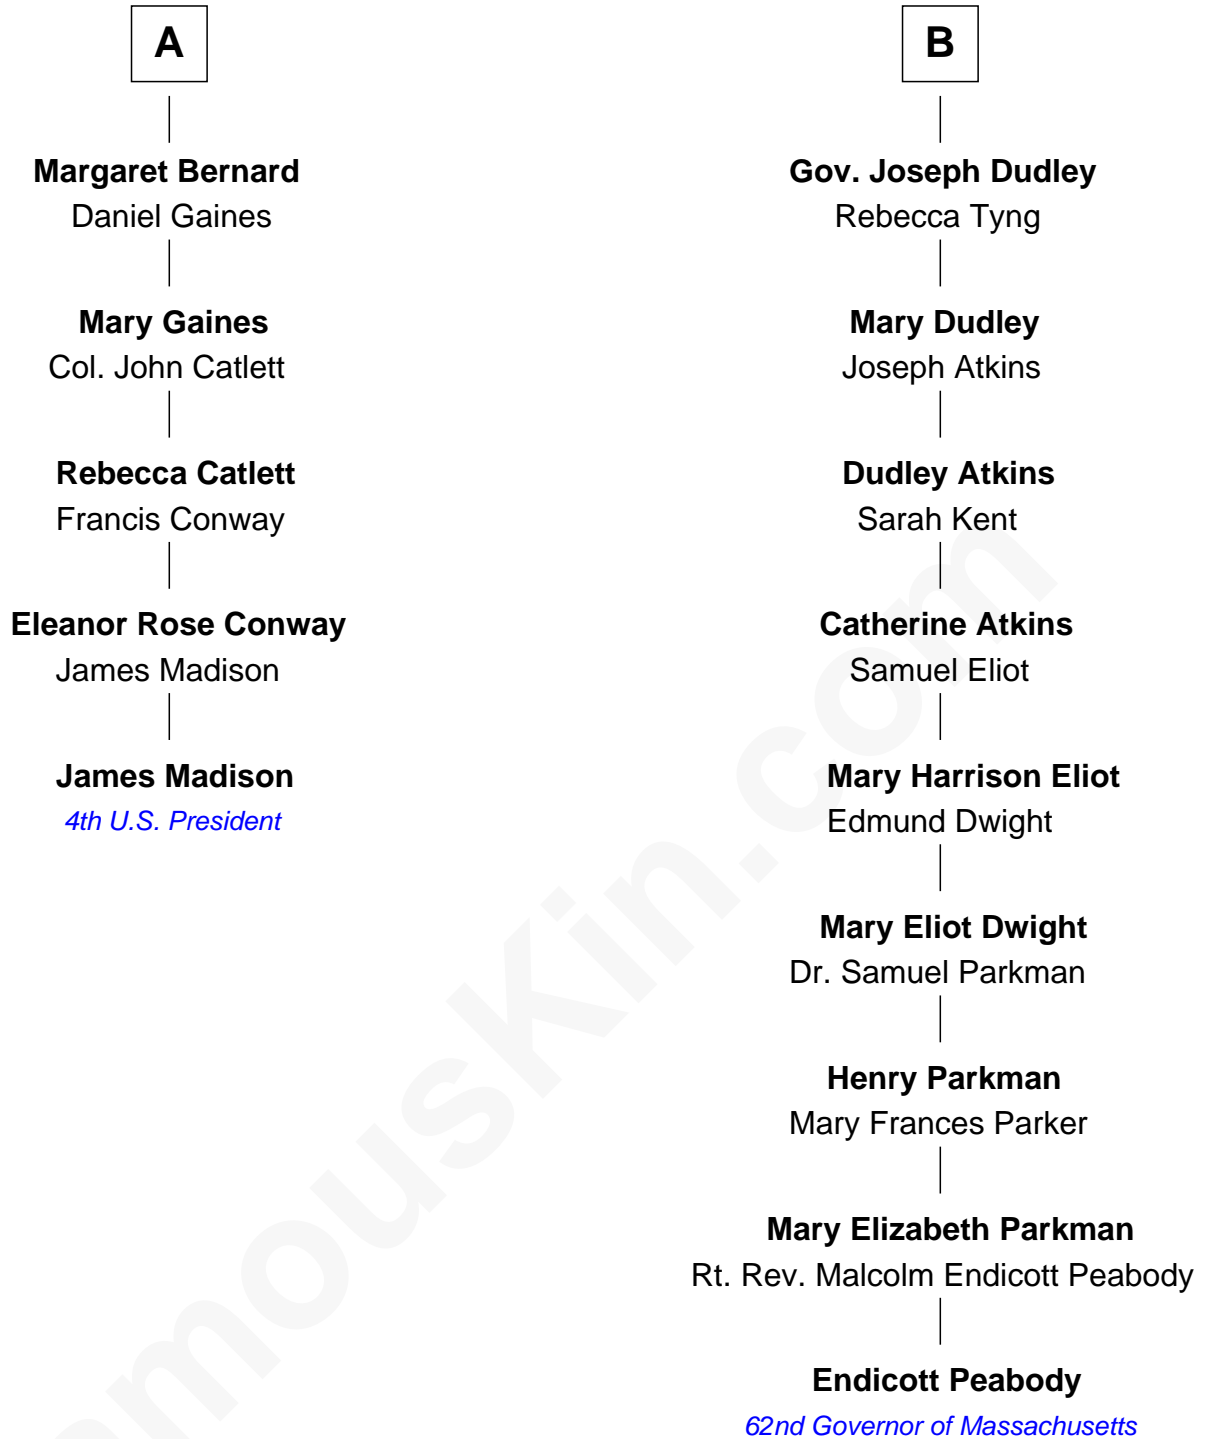 A
Margaret Bernard
Daniel Gaines
Mary Gaines
Col. John Catlett
Rebecca Catlett
Francis Conway
Eleanor Rose Conway
James Madison
James Madison
4th U.S. President
B
Gov. Joseph Dudley
Rebecca Tyng
Mary Dudley
Joseph Atkins
Dudley Atkins
Sarah Kent
Catherine Atkins
Samuel Eliot
Mary Harrison Eliot
Edmund Dwight
Mary Eliot Dwight
Dr. Samuel Parkman
Henry Parkman
Mary Frances Parker
Mary Elizabeth Parkman
Rt. Rev. Malcolm Endicott Peabody
Endicott Peabody
62nd Governor of Massachusetts
amouskin.com